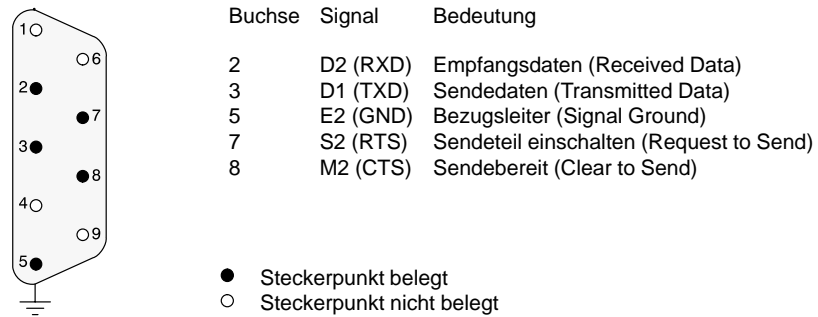 Buchse Signal Bedeutung
2 D2 (RXD) Empfangsdaten (Received Data)
3 D1 (TXD) Sendedaten (Transmitted Data)
5 E2 (GND) Bezugsleiter (Signal Ground)
7 S2 (RTS) Sendeteil einschalten (Request to Send)
8 M2 (CTS) Sendebereit (Clear to Send)
1
6
2
7
3
8
4
9
5
Steckerpunkt belegt
Steckerpunkt nicht belegt